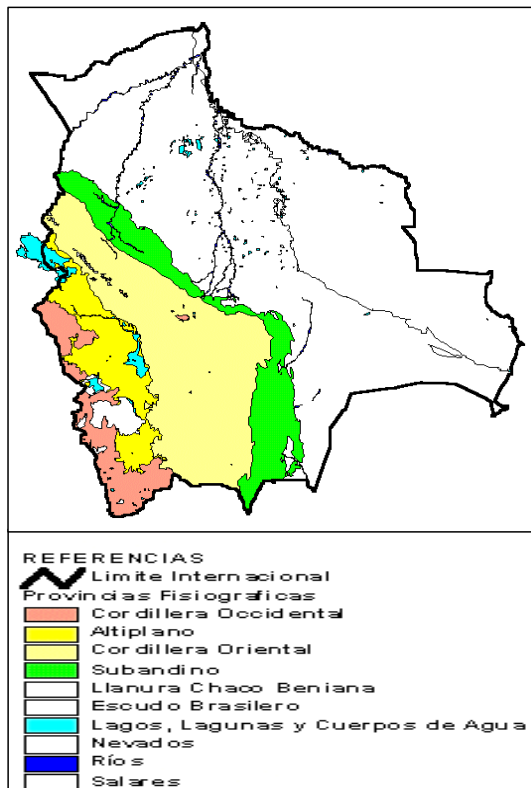 REFERENCIAS
Limite Internacional
Provincias Fisiograficas
Cordillera Occidental
Altiplano
Cordillera Oriental
Subandino
Llanura Chaco Beniana
Escudo Brasilero
Lagos, Lagunas y Cuerpos de Agua
Nevados
Ríos
Salares